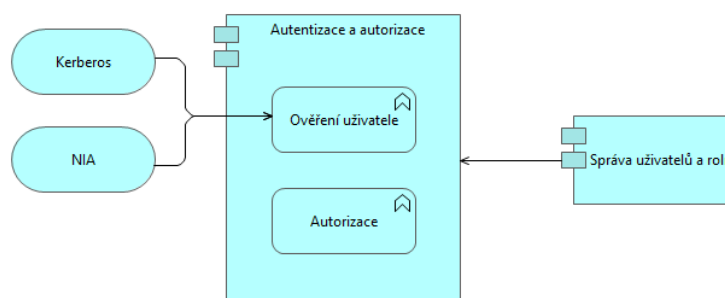 Autentizace a autorizace
Kerberos
Ověření uživatele
NIA
Správa uživatelů a rol
Autorizace